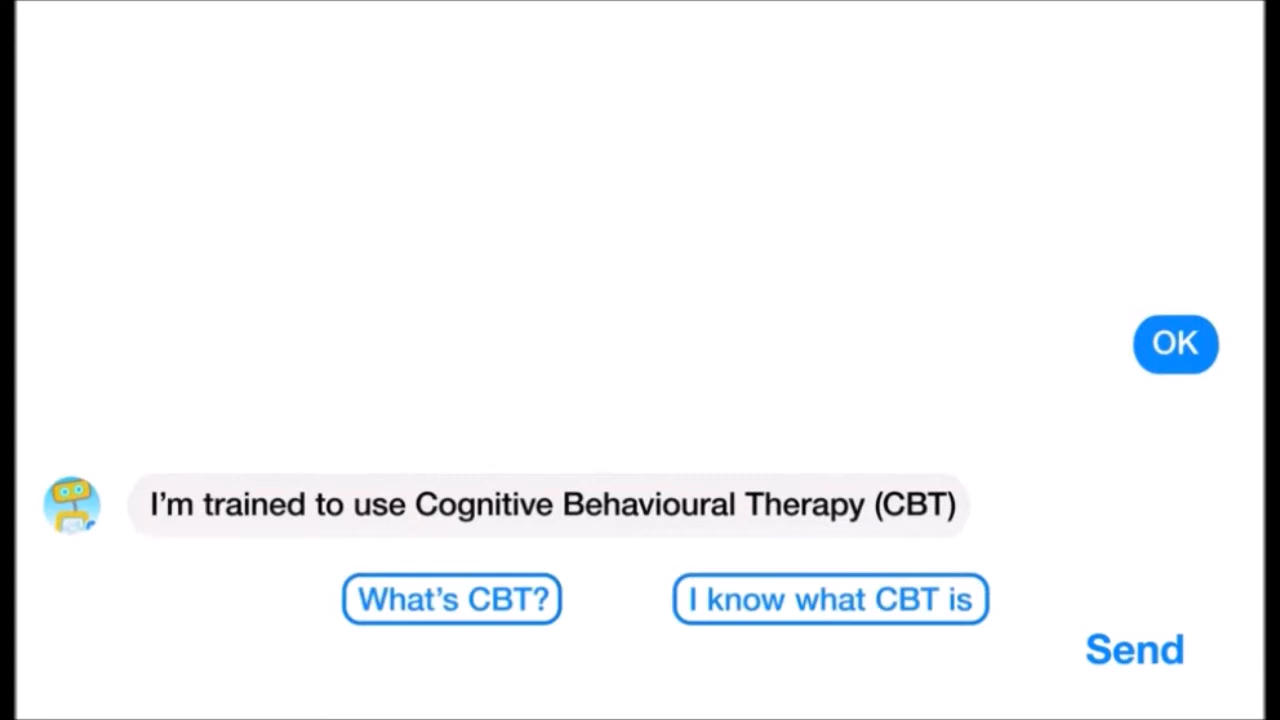 OK
I'm trained to use Cognitive Behavioural Therapy (CBT)
What's CBT?
I know what CBT is
Send